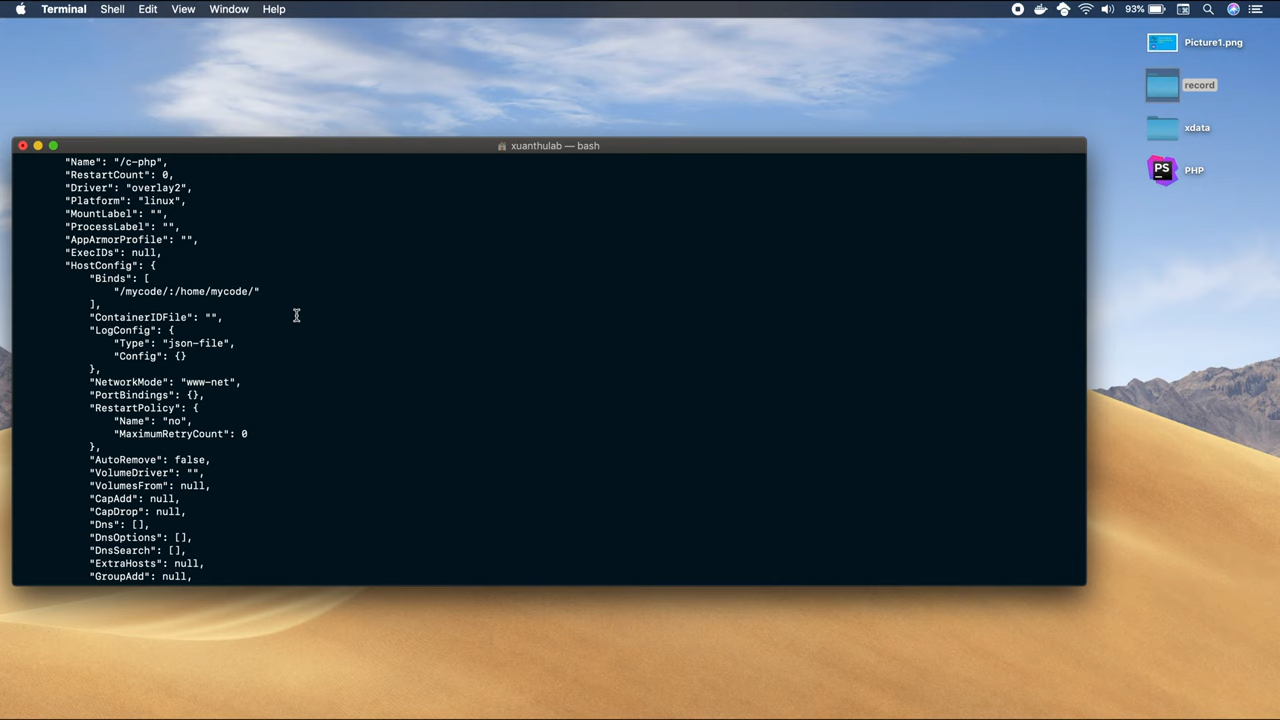 Terminal Shell Edit View Window Help 93%
Picture1.png
record
xdata
PS PHP
xuanthulab — bash
"Name": "/c-php",
"RestartCount": 0,
"Driver": "overlay2",
"Platform": "linux",
"MountLabel": "",
"ProcessLabel": "",
"AppArmorProfile": "",
"ExecIDs": null,
"HostConfig": {
"Binds": [
"/mycode/:/home/mycode/"
],
"ContainerIDFile": "",
"LogConfig": {
"Type": "json-file",
"Config": {}
},
"NetworkMode": "www-net",
"PortBindings": {},
"RestartPolicy": {
"Name": "no",
"MaximumRetryCount": 0
},
"AutoRemove": false,
"VolumeDriver": "",
"VolumesFrom": null,
"CapAdd": null,
"CapDrop": null,
"Dns": [],
"DnsOptions": [],
"DnsSearch": [],
"ExtraHosts": null,
"GroupAdd": null,